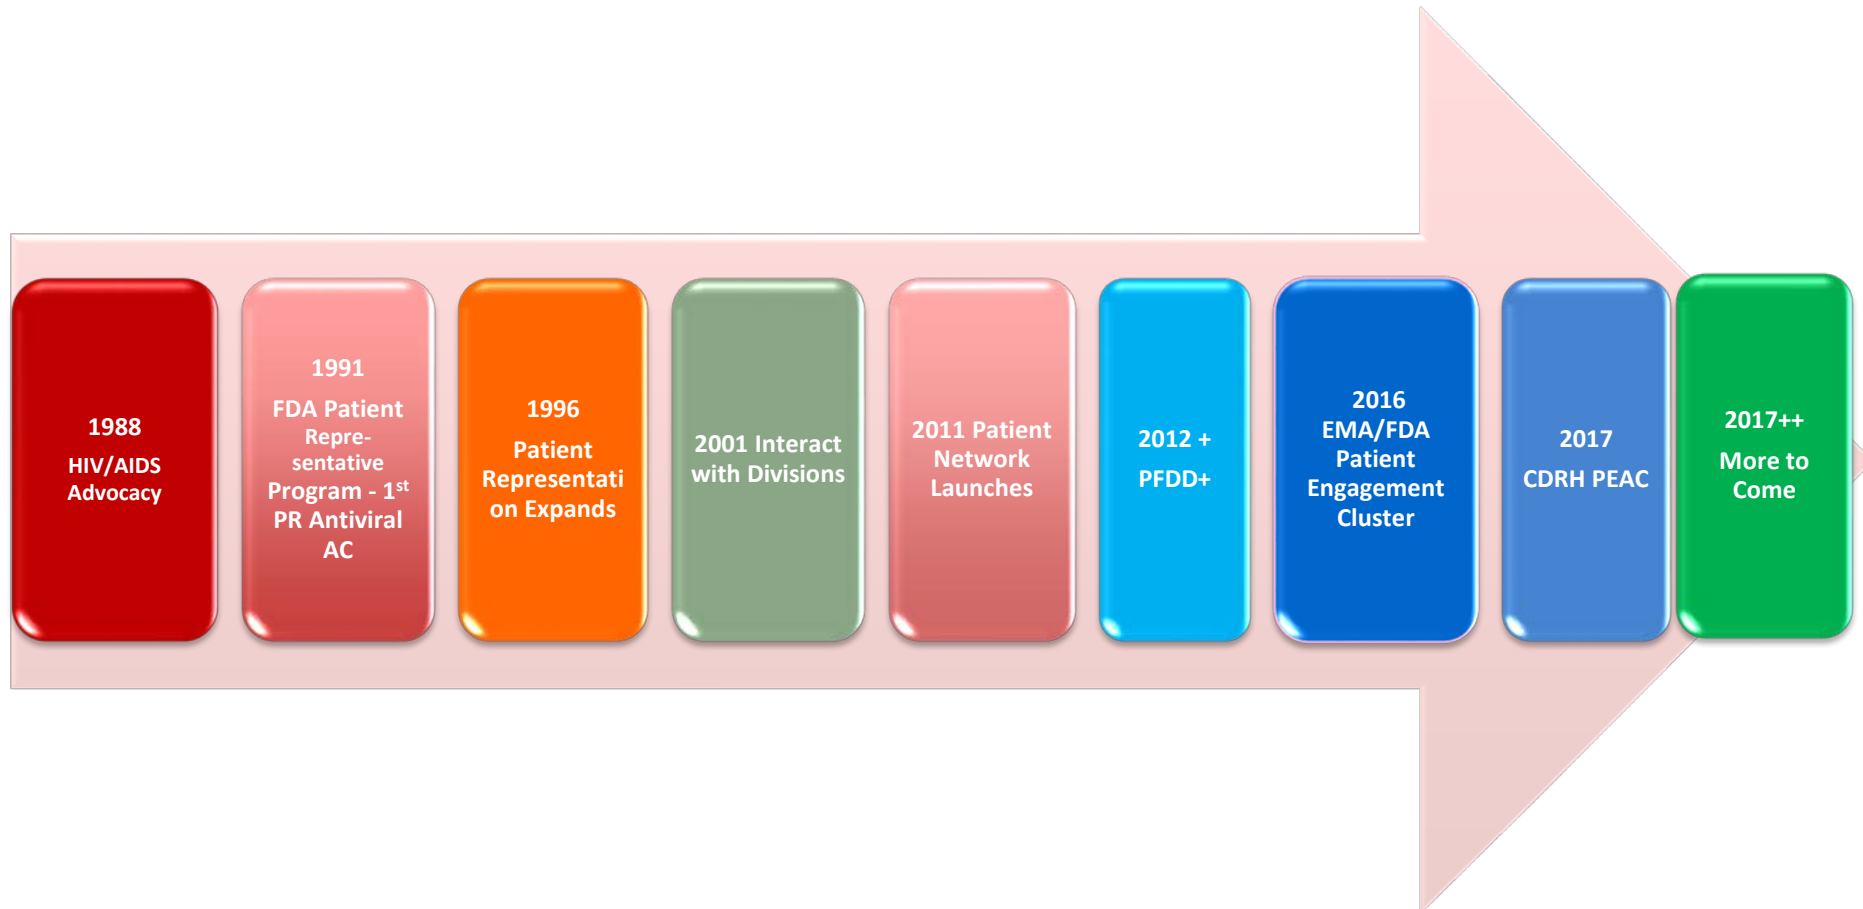 1988
HIV/AIDS
Advocacy
1991
FDA Patient
Repre-
sentative
Program - 1st
PR Antiviral
AC
1996
Patient
Representati
on Expands
2001 Interact
with Divisions
2011 Patient
Network
Launches
2012 +
PFDD+
2016
EMA/FDA
Patient
Engagement
Cluster
2017
CDRH PEAC
2017++
More to
Come